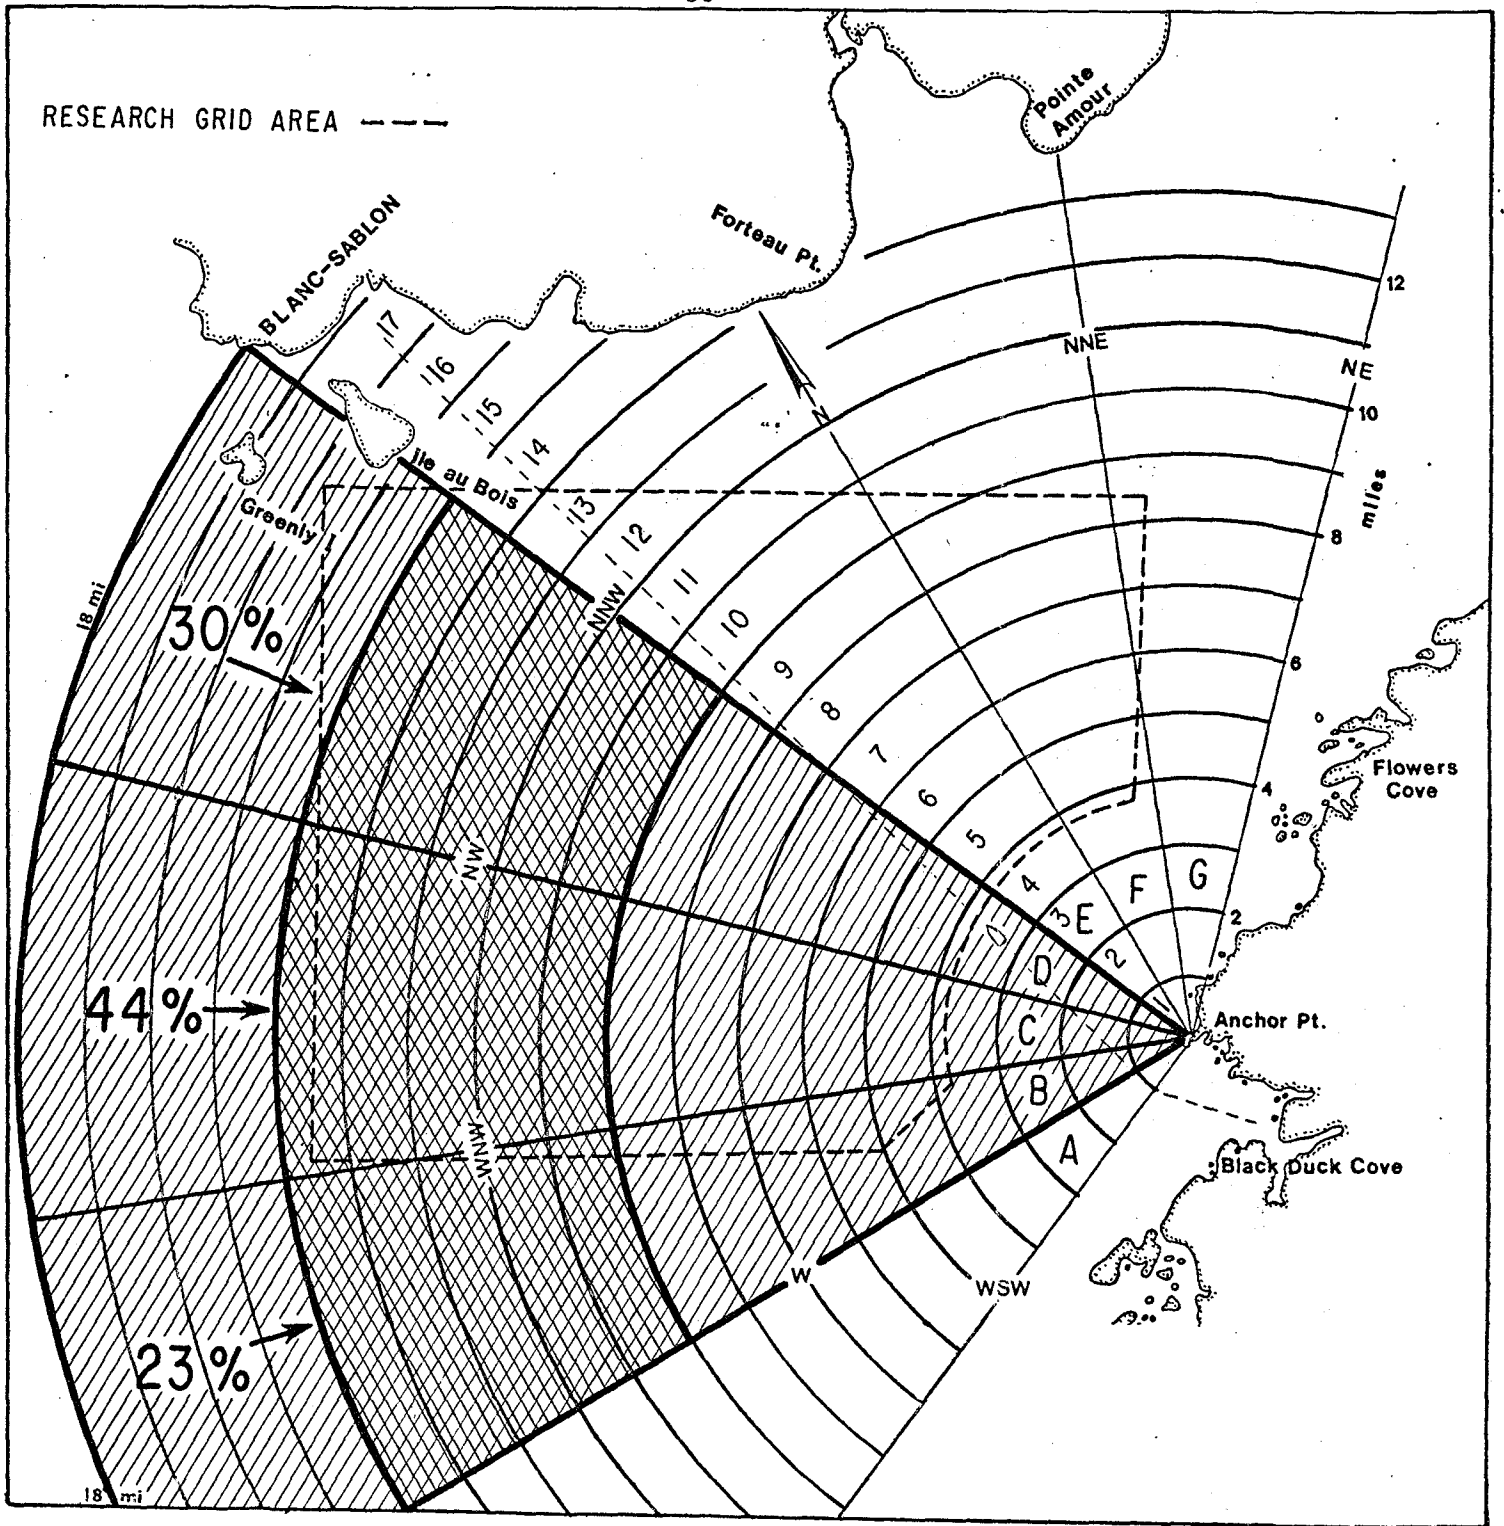 RESEARCH GRID AREA
Pointe
Amour
BLANC-SABLON
Forteau Pt.
17
16
15
14
13
12
11
10
9
8
7
6
5
4
3
2
N
NNE
NE
12
10
8
6
4
2
miles
île au Bois
Greenly I.
18 mi
30%
NNW
NW
44%
WNW
23%
W
WSW
18 mi
G
F
E
D
C
B
A
Flowers
Cove
Anchor Pt.
Black Duck Cove